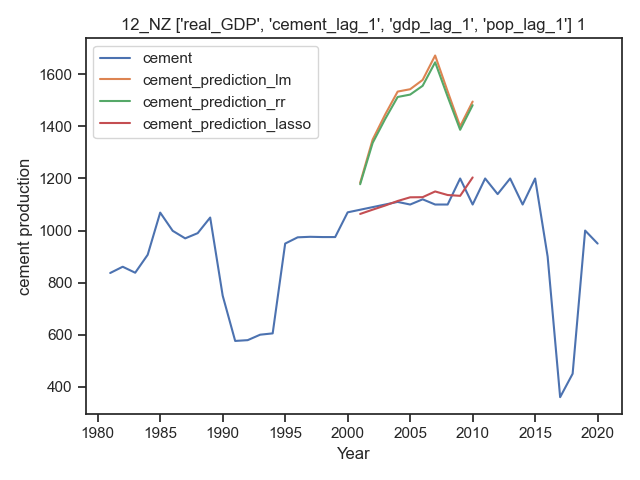 12_NZ ['real_GDP', 'cement_lag_1', 'gdp_lag_1', 'pop_lag_1'] 1
cement
cement_prediction_lm
cement_prediction_rr
cement_prediction_lasso
cement production
1600
1400
1200
1000
800
600
400
1980 1985 1990 1995 2000 2005 2010 2015 2020
Year